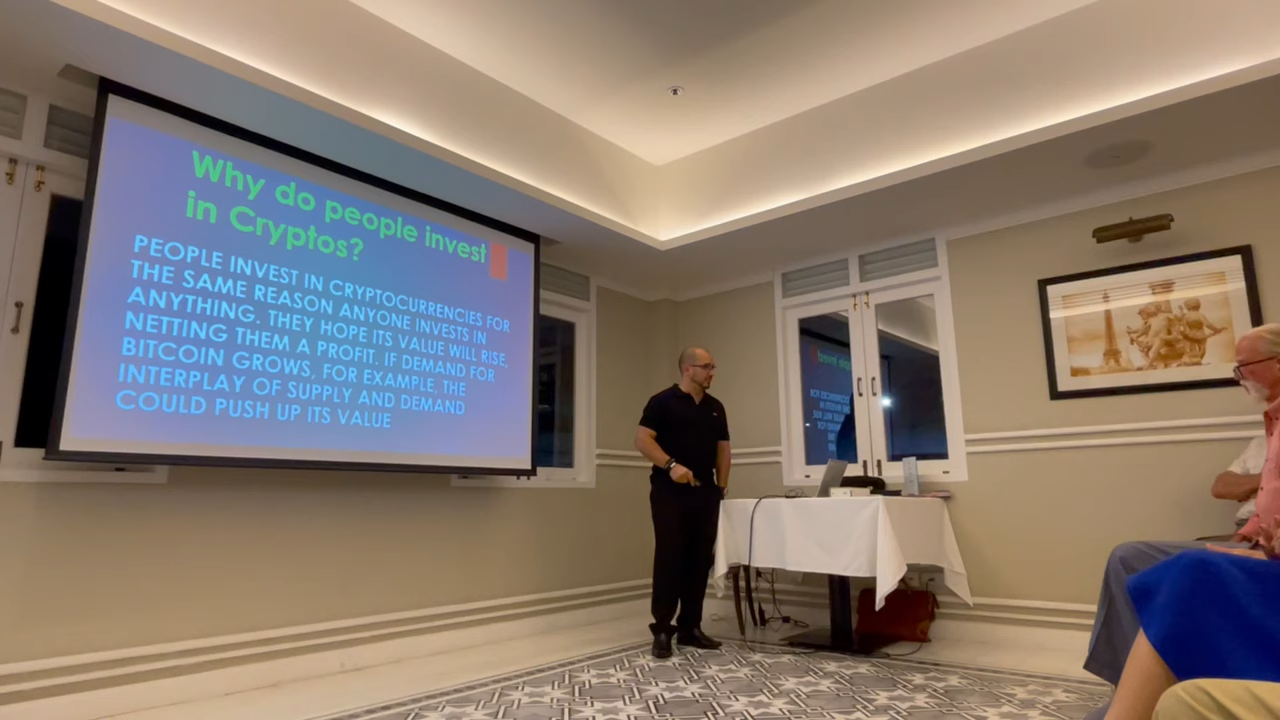 Why do people invest
in Cryptos?
PEOPLE INVEST IN CRYPTOCURRENCIES FOR
THE SAME REASON ANYONE INVESTS IN
ANYTHING. THEY HOPE ITS VALUE WILL RISE,
NETTING THEM A PROFIT. IF DEMAND FOR
BITCOIN GROWS, FOR EXAMPLE, THE
INTERPLAY OF SUPPLY AND DEMAND
COULD PUSH UP ITS VALUE